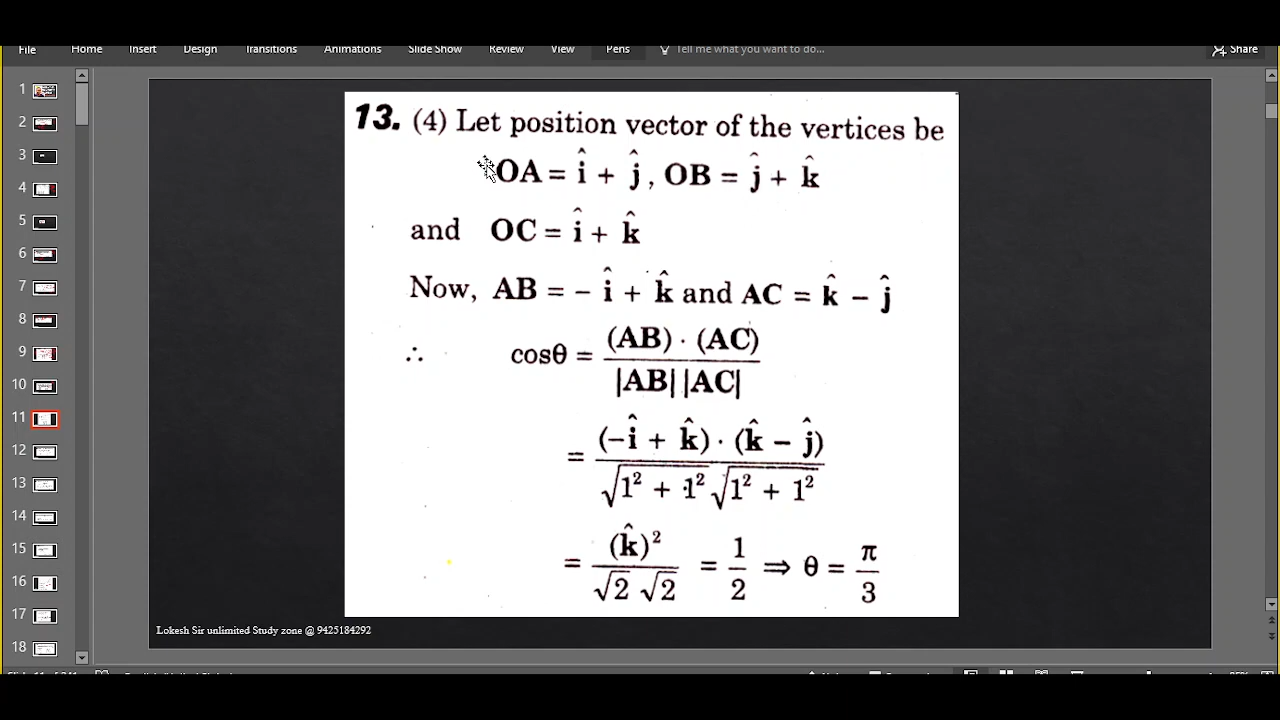 File Home Insert Design Transitions Animations Slide Show Review View Pens Tell me what you want to do... Share
1
2
3
4
5
6
7
8
9
10
11
12
13
14
15
16
17
18
13. (4) Let position vector of the vertices be
OA = î + ĵ, OB = ĵ + k̂
and OC = î + k̂
Now, AB = – î + k̂ and AC = k̂ – ĵ
∴ cosθ = (AB) · (AC) / |AB| |AC|
= (–î + k̂) · (k̂ – ĵ) / √(1² + 1²) √(1² + 1²)
= (k̂)² / √2 √2 = 1/2 ⇒ θ = π/3
Lokesh Sir unlimited Study zone @ 9425184292